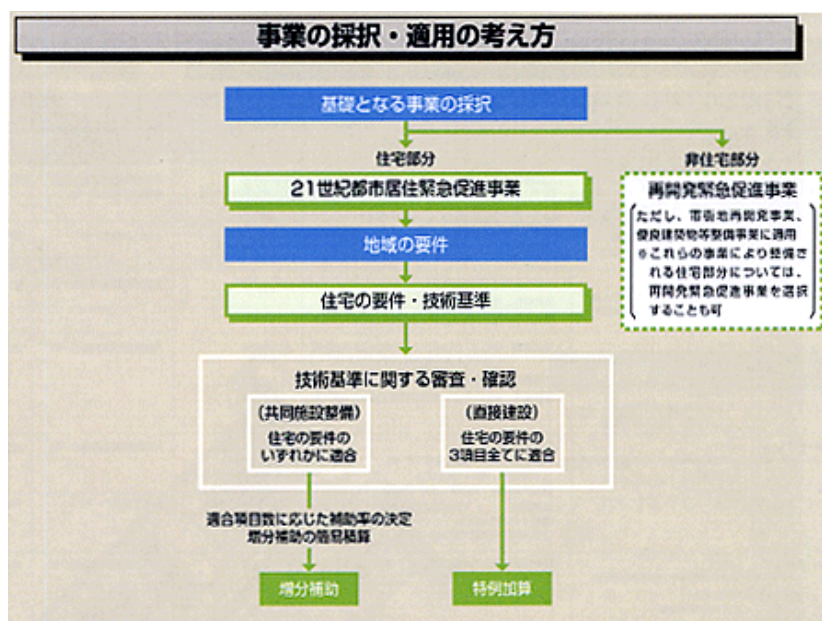 事業の採択・適用の考え方
基礎となる事業の採択
住宅部分
非住宅部分
21世紀都市居住緊急促進事業
再開発緊急促進事業
ただし、市街地再開発事業、
優良建築物等整備事業に適用
※これらの事業により整備さ
れる住宅部分については、
再開発緊急促進事業を選択
することも可
地域の要件
住宅の要件・技術基準
技術基準に関する審査・確認
(共同施設整備)
住宅の要件の
いずれかに適合
(直接建設)
住宅の要件の
3項目全てに適合
適合項目数に応じた補助率の決定
増分補助の簡易積算
増分補助
特例加算